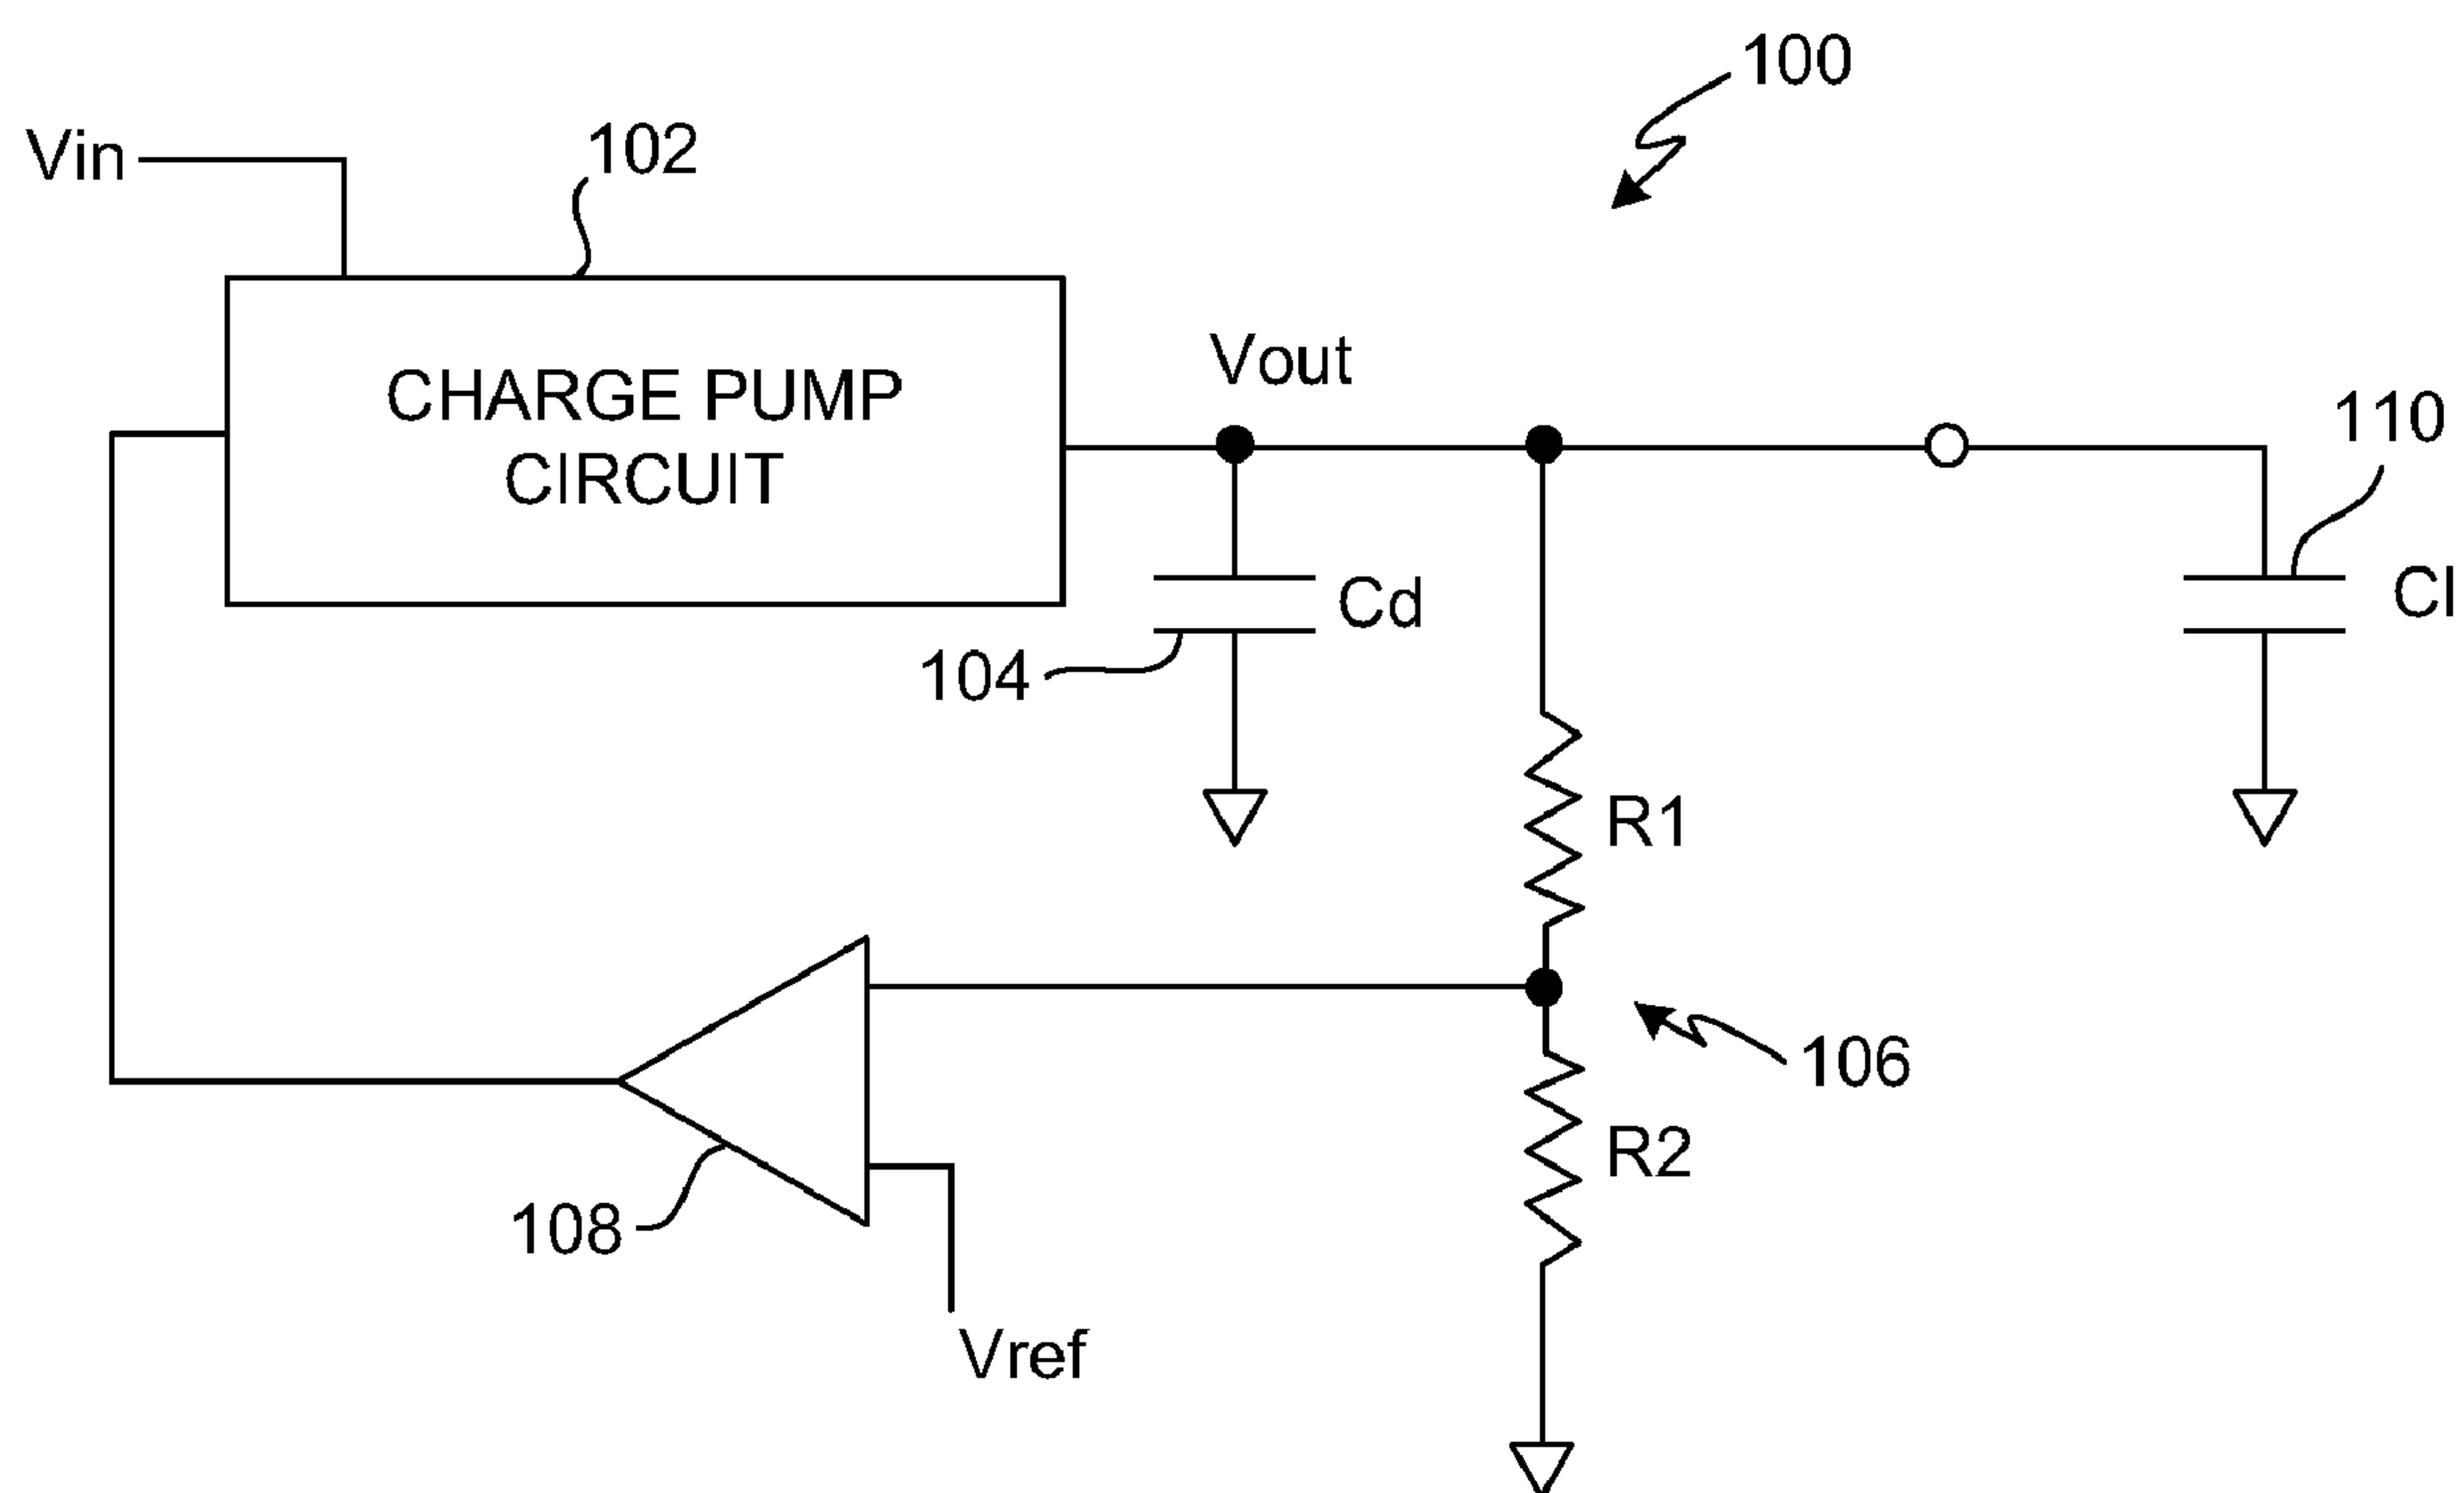 100
Vin
102
CHARGE PUMP
CIRCUIT
Vout
110
Cd
Cl
104
R1
106
R2
108
Vref